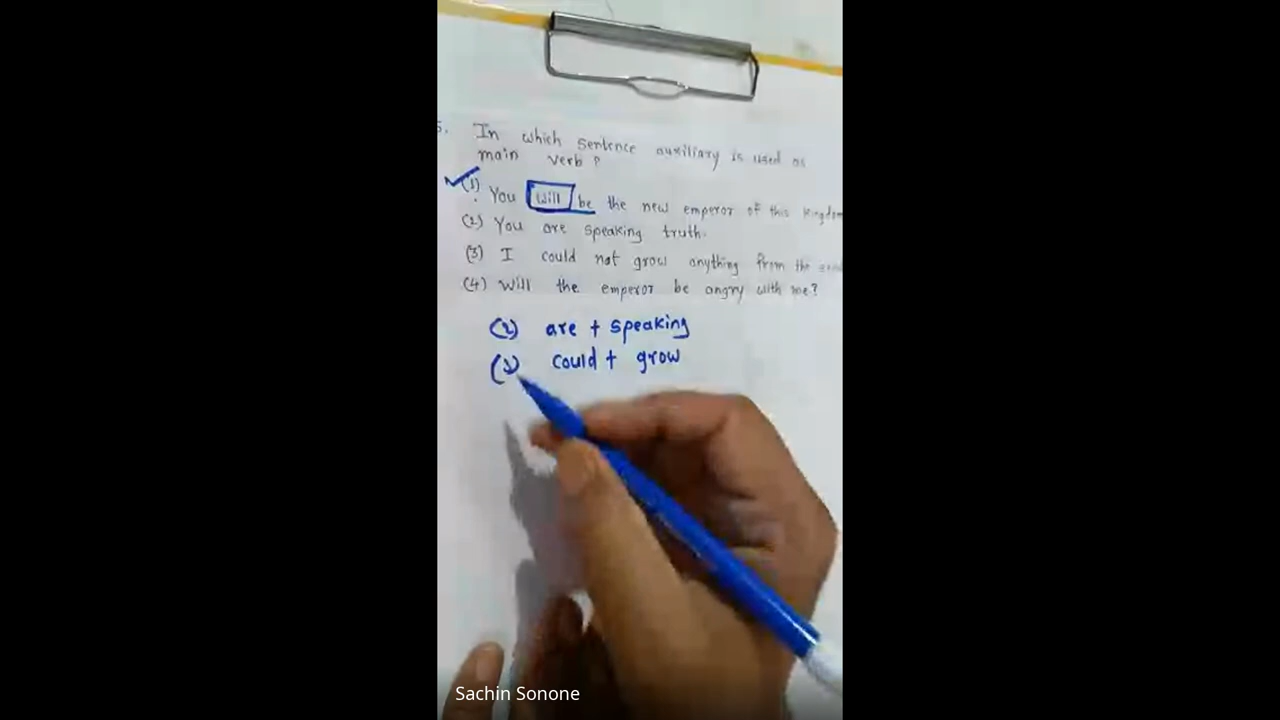 5. In which sentence auxiliary is used as
main verb ?
(1) You will be the new emperor of this kingdom
(2) You are speaking truth.
(3) I could not grow anything from the
(4) Will the emperor be angry with me?
(2) are + speaking
(3) could + grow
Sachin Sonone